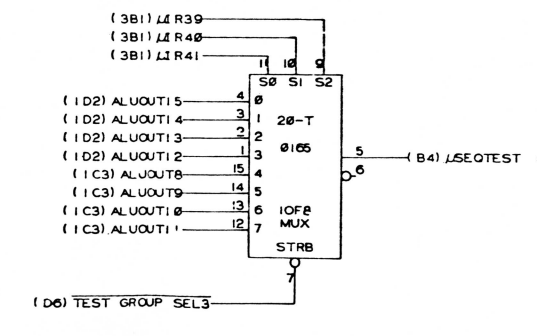 (3B1) µIR39
(3B1) µIR40
(3B1) µIR41
11 10 9
S0 S1 S2
(1D2) ALUOUT15 4 0
(1D2) ALUOUT14 3 1 20-T
(1D2) ALUOUT13 2 2
(1D2) ALUOUT12 1 3 0165 5 (B4) µSEQTEST
(1C3) ALUOUT8 15 4 6
(1C3) ALUOUT9 14 5
(1C3) ALUOUT10 13 6 1OF8
(1C3) ALUOUT11 12 7 MUX
STRB
7
(D6) TEST GROUP SEL3